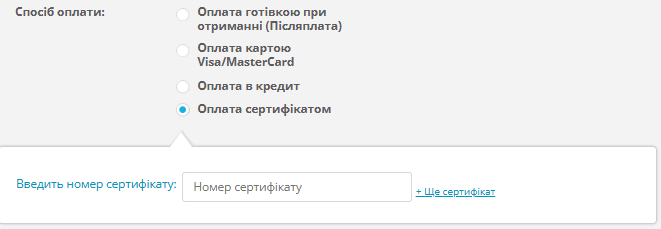 Спосіб оплати:
Оплата готівкою при
отриманні (Післяплата)
Оплата картою
Visa/MasterCard
Оплата в кредит
Оплата сертифікатом
Введить номер сертифікату:
Номер сертифікату
+ Ще сертифікат